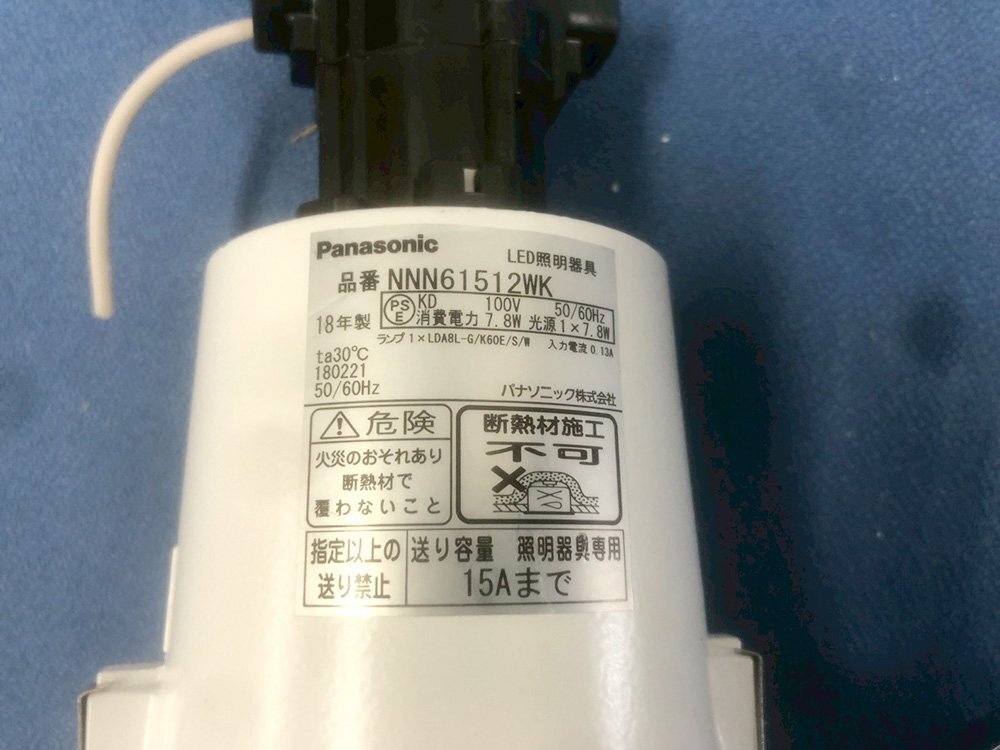 Panasonic
LED照明器具
品番 NNN61512WK
18年製
PS E KD 100V 50/60Hz
消費電力 7.8W 光源 1×7.8W
ランプ 1×LDA8L-G/K60E/S/W 入力電流 0.13A
ta30℃
180221
50/60Hz
パナソニック株式会社
危険
火災のおそれあり
断熱材で
覆わないこと
断熱材施工
不可
指定以上の
送り禁止
送り容量 照明器具専用
15Aまで